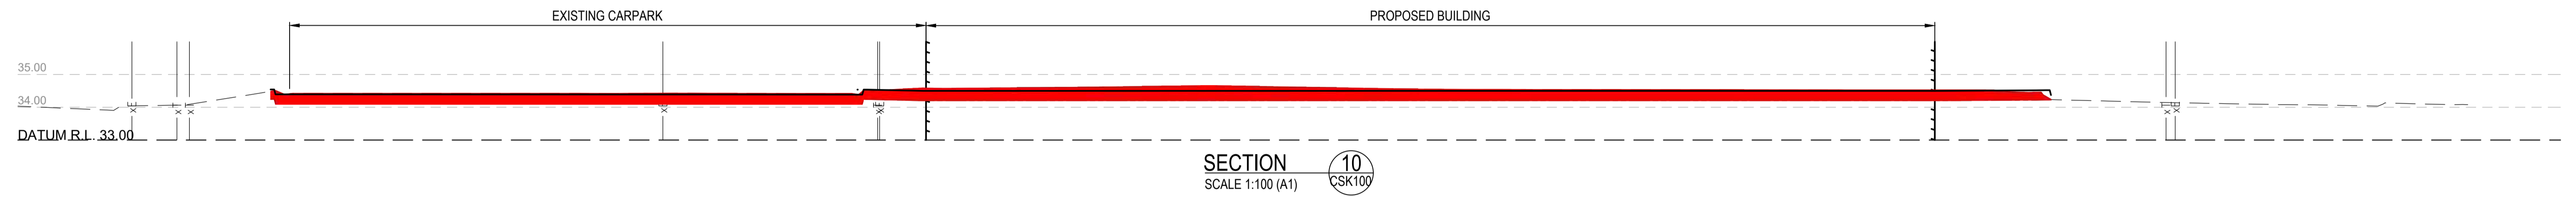 EXISTING CARPARK
PROPOSED BUILDING
35.00
34.00
DATUM R.L. 33.00
SECTION
SCALE 1:100 (A1)
10
CSK100